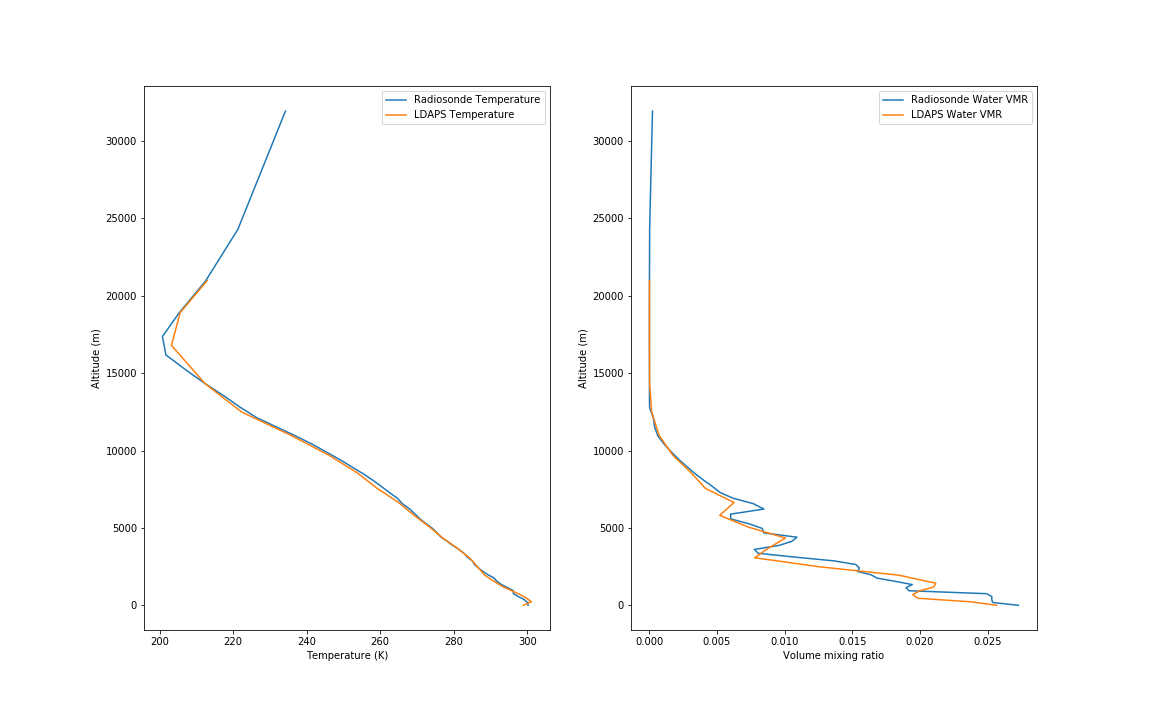 Radiosonde Temperature
LDAPS Temperature
30000
25000
20000
15000
10000
5000
0
Altitude (m)
200 220 240 260 280 300
Temperature (K)
Radiosonde Water VMR
LDAPS Water VMR
30000
25000
20000
15000
10000
5000
0
Altitude (m)
0.000 0.005 0.010 0.015 0.020 0.025
Volume mixing ratio